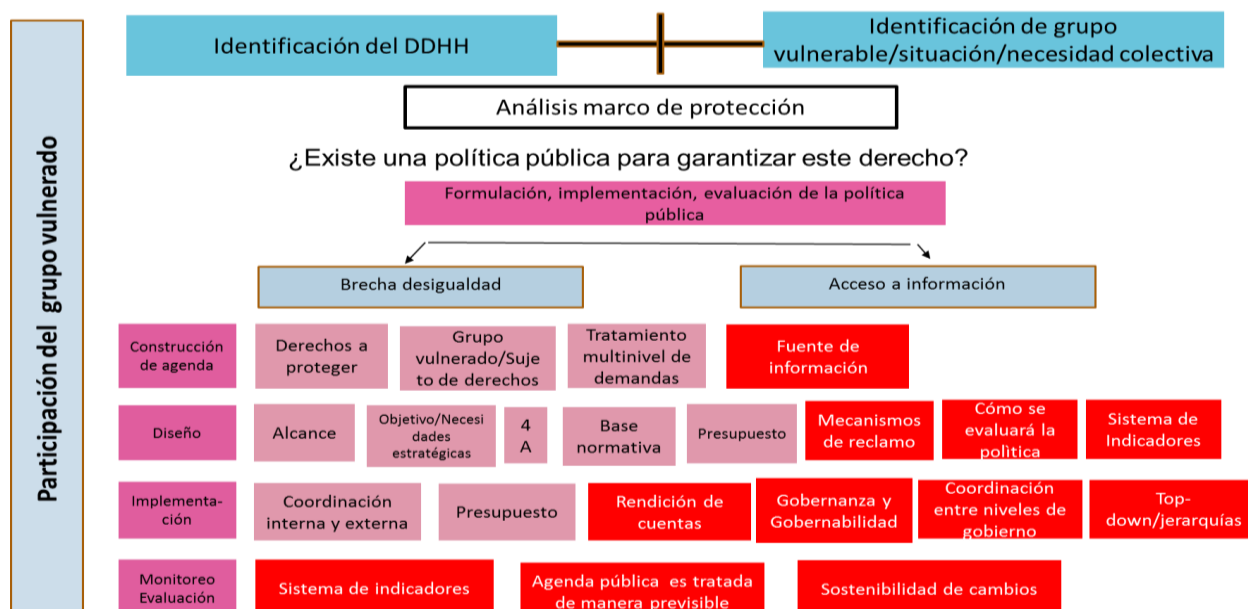 Participación del grupo vulnerado
Identificación del DDHH
Identificación de grupo
vulnerable/situación/necesidad colectiva
Análisis marco de protección
¿Existe una política pública para garantizar este derecho?
Formulación, implementación, evaluación de la política
pública
Brecha desigualdad
Acceso a información
Construcción
de agenda
Derechos a
proteger
Grupo
vulnerado/Suje
to de derechos
Tratamiento
multinivel de
demandas
Fuente de
información
Diseño
Alcance
Objetivo/Necesi
dades
estratégicas
4
A
Base
normativa
Presupuesto
Mecanismos
de reclamo
Cómo se
evaluará la
polìtica
Sistema de
Indicadores
Implementa-
ción
Coordinación
interna y externa
Presupuesto
Rendición de
cuentas
Gobernanza y
Gobernabilidad
Coordinación
entre niveles de
gobierno
Top-
down/jerarquías
Monitoreo
Evaluación
Sistema de indicadores
Agenda pública es tratada
de manera previsible
Sostenibilidad de cambios